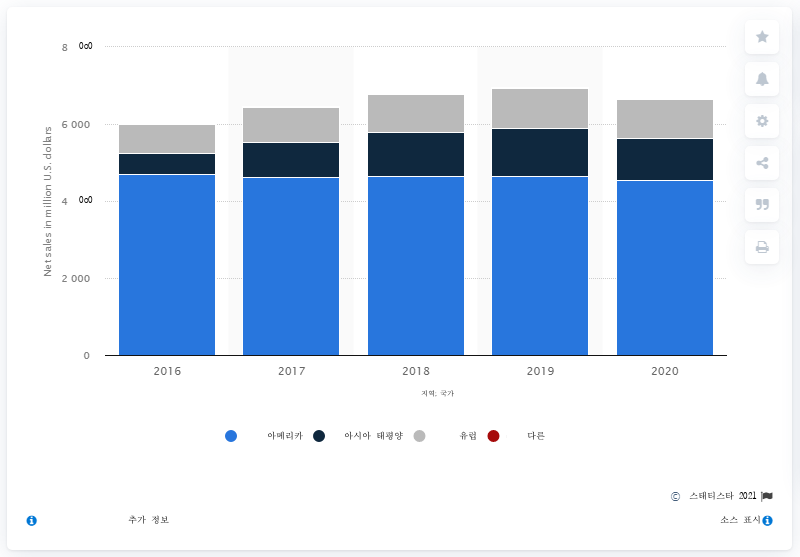 8 000
6 000
4 000
2 000
0
Net sales in million U.S. dollars
2016 2017 2018 2019 2020
지역; 국가
아메리카 아시아 태평양 유럽 다른
© 스태티스타 2021
추가 정보 소스 표시